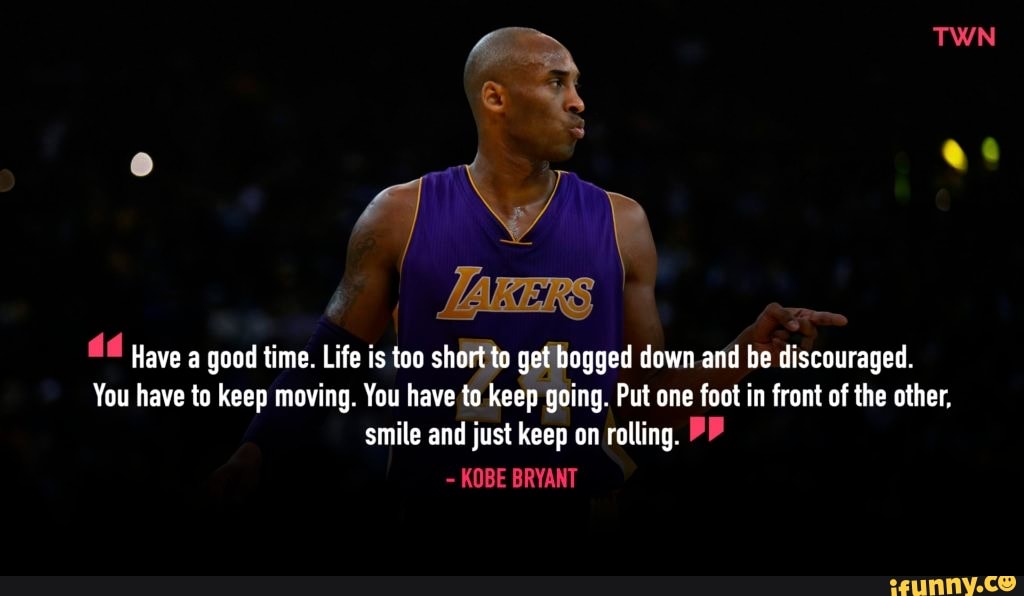 TWN
LAKERS
24
“ Have a good time. Life is too short to get bogged down and be discouraged.
You have to keep moving. You have to keep going. Put one foot in front of the other,
smile and just keep on rolling. ”
- KOBE BRYANT
ifunny.co